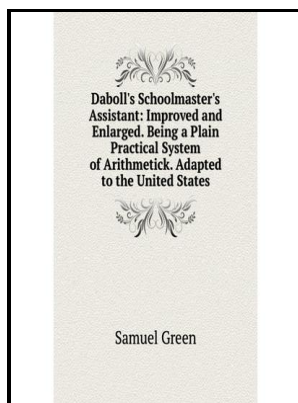 Daboll's Schoolmaster's
Assistant: Improved and
Enlarged. Being a Plain
Practical System
of Arithmetick. Adapted
to the United States
Samuel Green